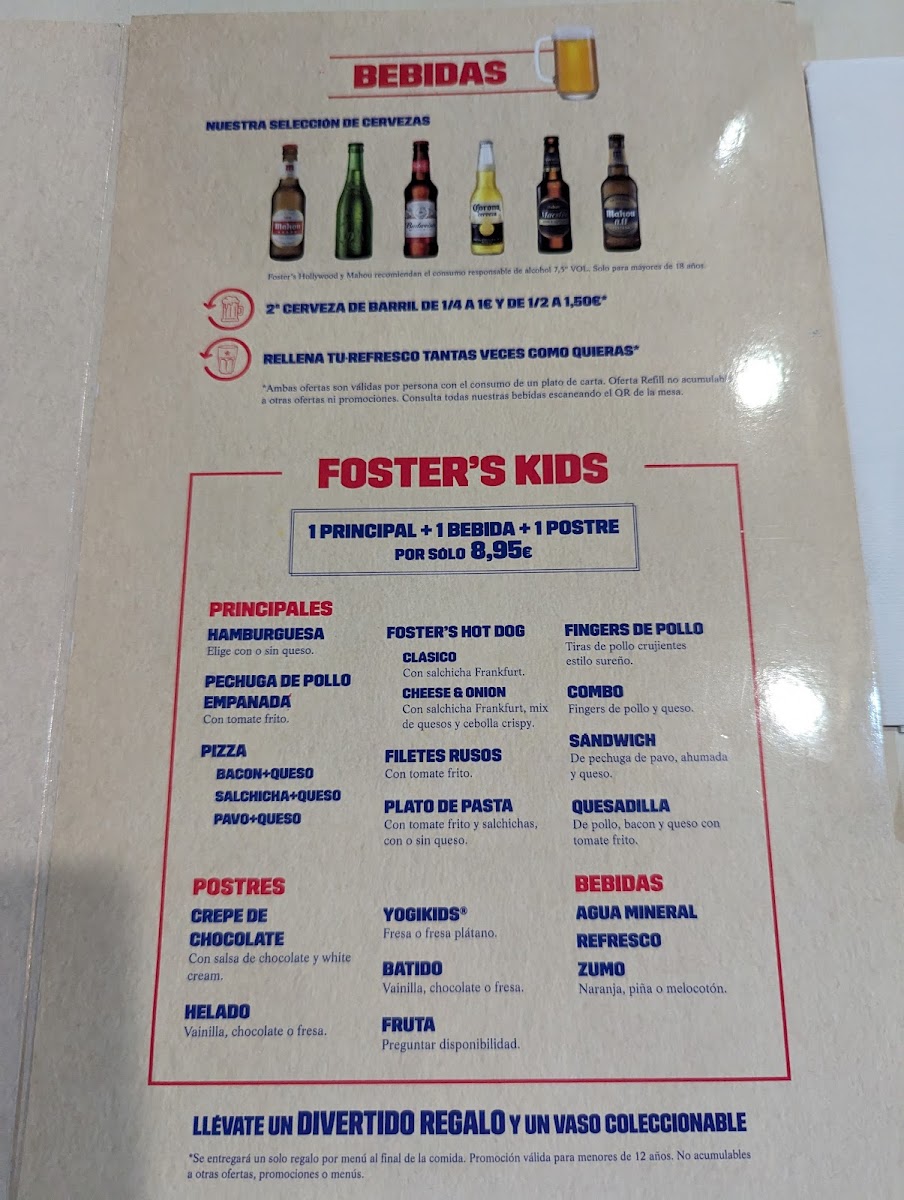 BEBIDAS
NUESTRA SELECCIÓN DE CERVEZAS
Mahou
Budweiser
Corona
Mahou
Foster's Hollywood y Mahou recomiendan el consumo responsable de alcohol 7,5º VOL. Solo para mayores de 18 años.
2ª CERVEZA DE BARRIL DE 1/4 A 1€ Y DE 1/2 A 1,50€*
RELLENA TU REFRESCO TANTAS VECES COMO QUIERAS*
*Ambas ofertas son válidas por persona con el consumo de un plato de carta. Oferta Refill no acumulab
a otras ofertas ni promociones. Consulta todas nuestras bebidas escaneando el QR de la mesa.
FOSTER'S KIDS
1 PRINCIPAL + 1 BEBIDA + 1 POSTRE
POR SÓLO 8,95€
PRINCIPALES
HAMBURGUESA
Elige con o sin queso.
PECHUGA DE POLLO
EMPANADA
Con tomate frito.
PIZZA
BACON+QUESO
SALCHICHA+QUESO
PAVO+QUESO
FOSTER'S HOT DOG
CLASICO
Con salchicha Frankfurt.
CHEESE & ONION
Con salchicha Frankfurt, mix
de quesos y cebolla crispy.
FILETES RUSOS
Con tomate frito.
PLATO DE PASTA
Con tomate frito y salchichas,
con o sin queso.
FINGERS DE POLLO
Tiras de pollo crujientes
estilo sureño.
COMBO
Fingers de pollo y queso.
SÁNDWICH
De pechuga de pavo, ahumada
y queso.
QUESADILLA
De pollo, bacon y queso con
tomate frito.
POSTRES
CREPE DE
CHOCOLATE
Con salsa de chocolate y white
cream.
HELADO
Vainilla, chocolate o fresa.
YOGIKIDS®
Fresa o fresa plátano.
BATIDO
Vainilla, chocolate o fresa.
FRUTA
Preguntar disponibilidad.
BEBIDAS
AGUA MINERAL
REFRESCO
ZUMO
Naranja, piña o melocotón.
LLÉVATE UN DIVERTIDO REGALO Y UN VASO COLECCIONABLE
*Se entregará un solo regalo por menú al final de la comida. Promoción válida para menores de 12 años. No acumulables
a otras ofertas, promociones o menús.